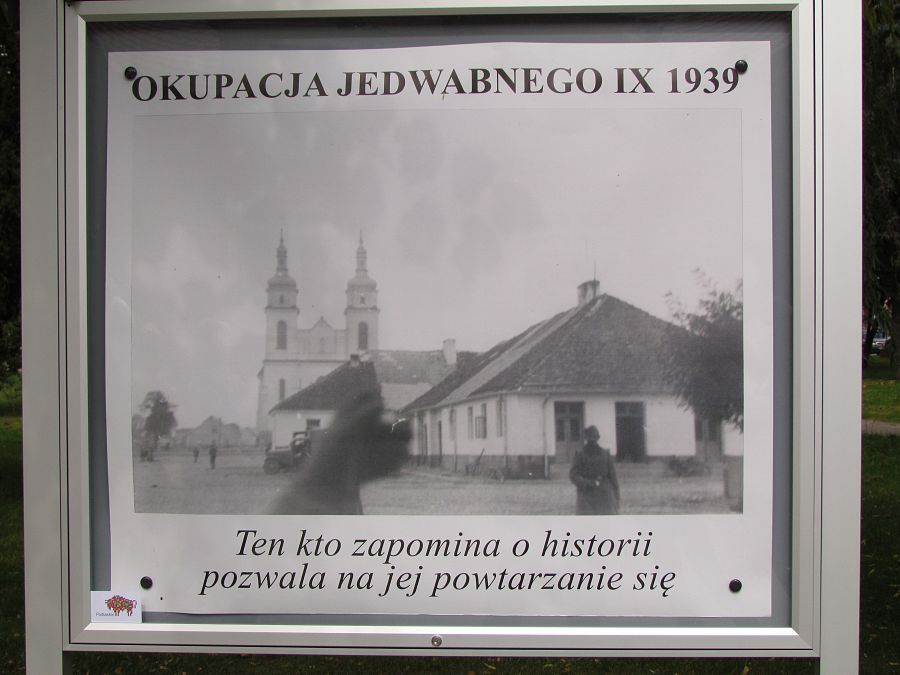 OKUPACJA JEDWABNEGO IX 1939
Ten kto zapomina o historii
pozwala na jej powtarzanie się